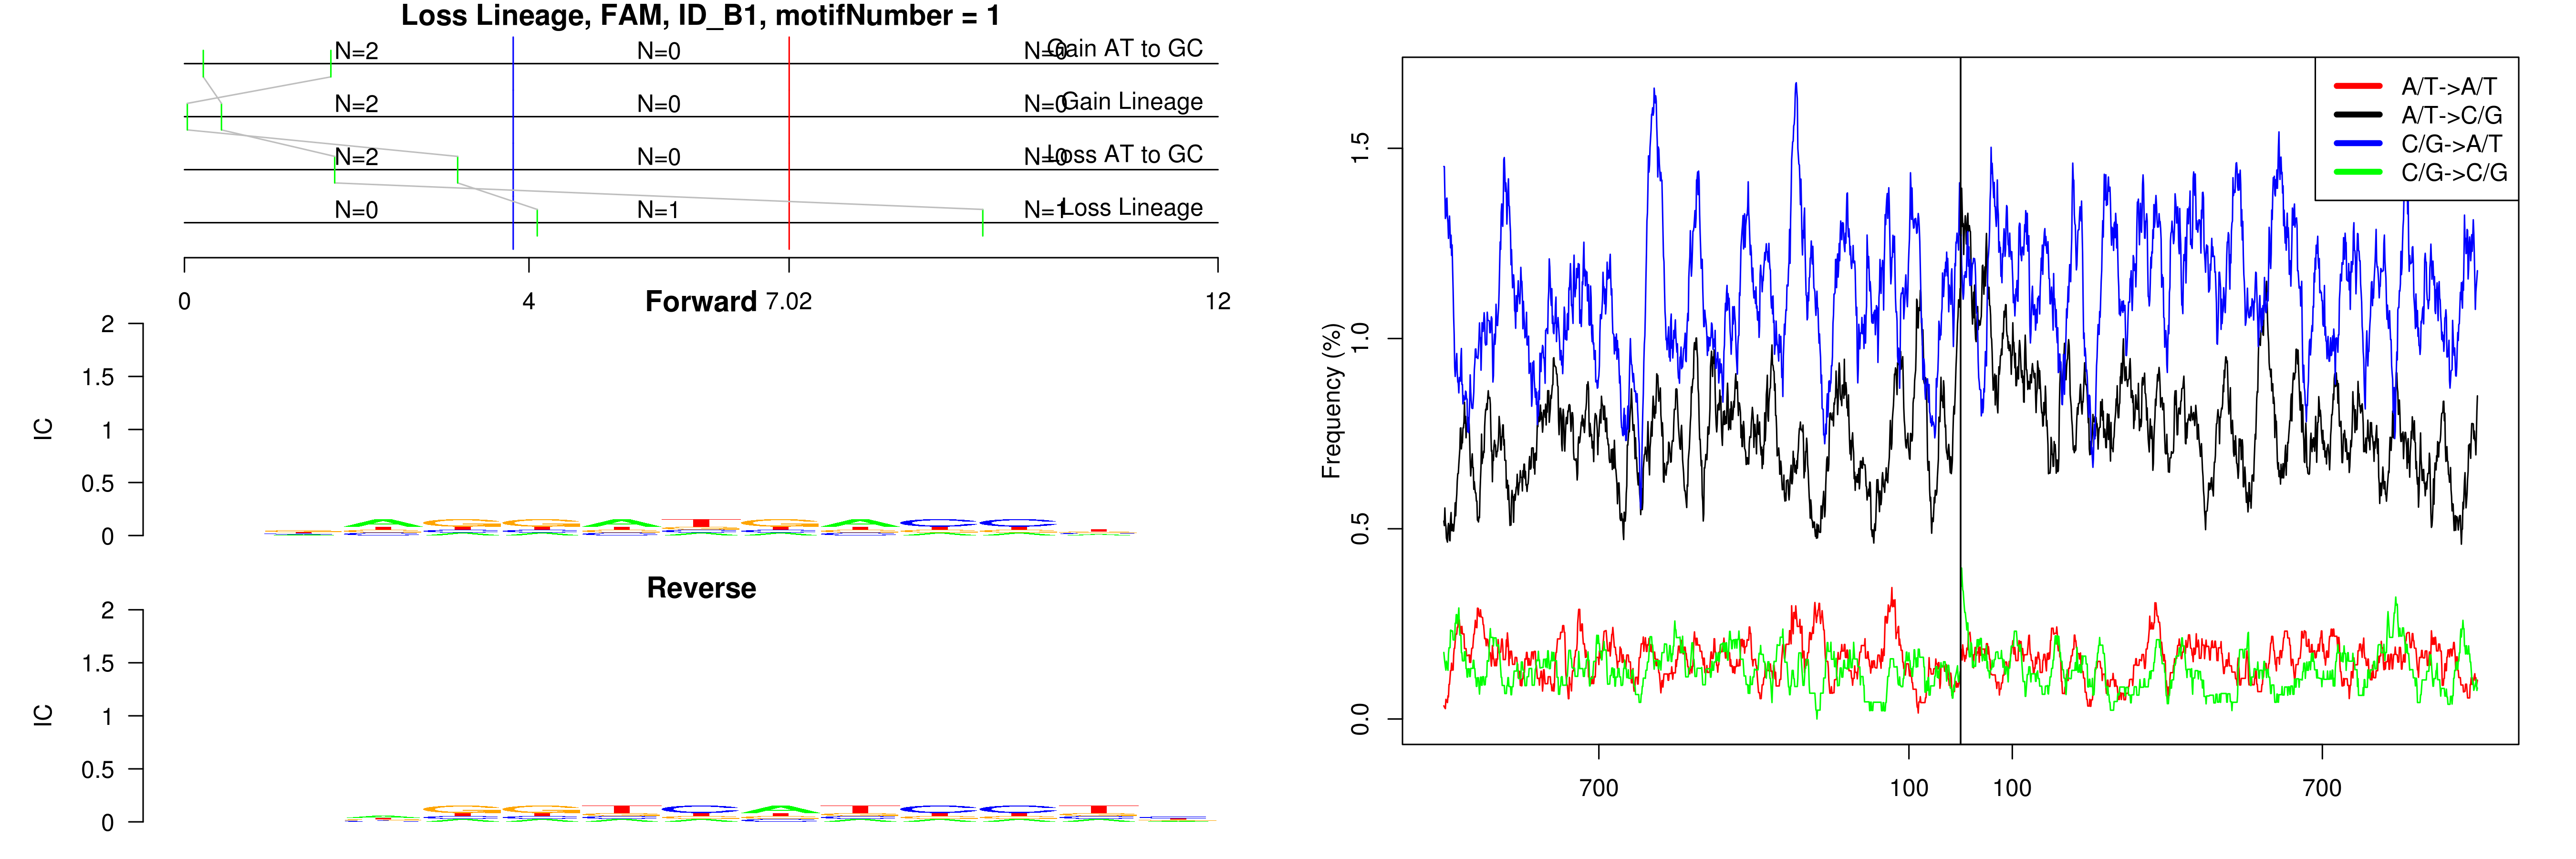 Loss Lineage, FAM, ID_B1, motifNumber = 1
N=2 N=0 N=0 Gain AT to GC
N=2 N=0 N=0 Gain Lineage
N=2 N=0 N=0 Loss AT to GC
N=0 N=1 N=1 Loss Lineage
0 4 7.02 12
Forward
2
1.5
1
0.5
0
IC
AGGATGACC
Reverse
2
1.5
1
0.5
0
IC
GGTCATCCT
A/T->A/T
A/T->C/G
C/G->A/T
C/G->C/G
1.5
1.0
0.5
0.0
Frequency (%)
700 100 100 700